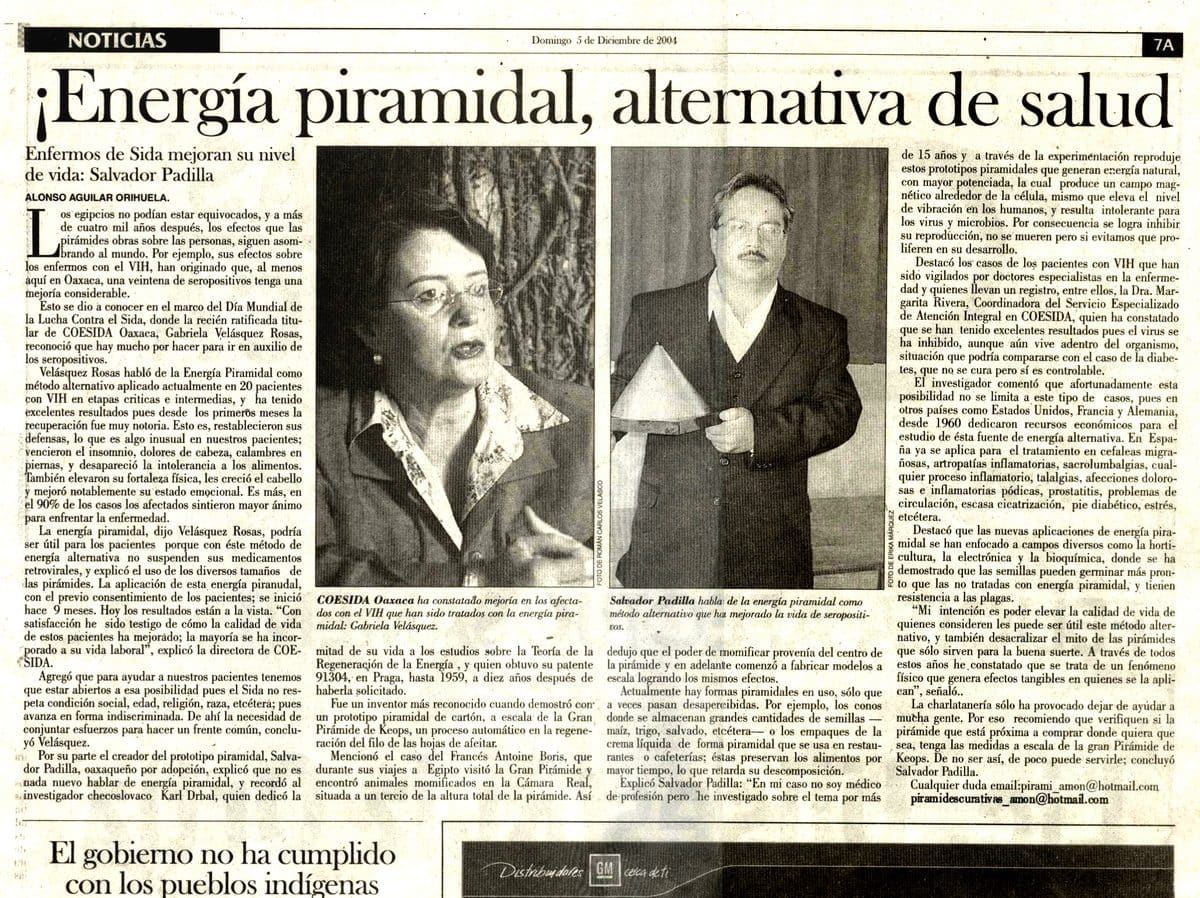 NOTICIAS
Domingo 5 de Diciembre de 2004
7A
¡Energía piramidal, alternativa de salud
Enfermos de Sida mejoran su nivel
de vida: Salvador Padilla
ALONSO AGUILAR ORIHUELA.
Los egipcios no podían estar equivocados, y a más
de cuatro mil años después, los efectos que las
pirámides obras sobre las personas, siguen asom-
brando al mundo. Por ejemplo, sus efectos sobre
los enfermos con el VIH, han originado que, al menos
aquí en Oaxaca, una veintena de seropositivos tenga una
mejoría considerable.
Esto se dio a conocer en el marco del Día Mundial de
la Lucha Contra el Sida, donde la recién ratificada titu-
lar de COESIDA Oaxaca, Gabriela Velásquez Rosas,
reconoció que hay mucho por hacer para ir en auxilio de
los seropositivos.
Velásquez Rosas habló de la Energía Piramidal como
método alternativo aplicado actualmente en 20 pacientes
con VIH en etapas criticas e intermedias, y ha tenido
excelentes resultados pues desde los primeros meses la
recuperación fue muy notoria. Esto es, restablecieron sus
defensas, lo que es algo inusual en nuestros pacientes;
vencieron el insomnio, dolores de cabeza, calambres en
piernas, y desapareció la intolerancia a los alimentos.
También elevaron su fortaleza física, les creció el cabello
y mejoró notablemente su estado emocional. Es más, en
el 90% de los casos los afectados sintieron mayor ánimo
para enfrentar la enfermedad.
La energía piramidal, dijo Velásquez Rosas, podría
ser útil para los pacientes porque con éste método de
energía alternativa no suspenden sus medicamentos
retrovirales, y explicó el uso de los diversos tamaños de
las pirámides. La aplicación de esta energía piranudal,
con el previo consentimiento de los pacientes; se inició
hace 9 meses. Hoy los resultados están a la vista. “Con
satisfacción he sido testigo de cómo la calidad de vida
de estos pacientes ha mejorado; la mayoría se ha incor-
porado a su vida laboral”, explicó la directora de COE-
SIDA.
Agregó que para ayudar a nuestros pacientes tenemos
que estar abiertos a esa posibilidad pues el Sida no res-
peta condición social, edad, religión, raza, etcétera; pues
avanza en forma indiscriminada. De ahí la necesidad de
conjuntar esfuerzos para hacer un frente común, conclu-
yó Velásquez.
Por su parte el creador del prototipo piramidal, Salva-
dor Padilla, oaxaqueño por adopción, explicó que no es
nada nuevo hablar de energía piramidal, y recordó al
investigador checoslovaco Karl Drbal, quien dedicó la
FOTO DE ROMÁN CARLOS VELASCO
COESIDA Oaxaca ha constatado mejoría en los afecta-
dos con el VIH que han sido tratados con la energía pira-
midal: Gabriela Velásquez.
mitad de su vida a los estudios sobre la Teoría de la
Regeneración de la Energía , y quien obtuvo su patente
91304, en Praga, hasta 1959, a diez años después de
haberla solicitado.
Fue un inventor más reconocido cuando demostró con
un prototipo piramidal de cartón, a escala de la Gran
Pirámide de Keops, un proceso automático en la regene-
ración del filo de las hojas de afeitar.
Mencionó el caso del Francés Antoine Boris, que
durante sus viajes a Egipto visitó la Gran Pirámide y
encontró animales momificados en la Cámara Real,
situada a un tercio de la altura total de la pirámide. Así
FOTO DE ERIKA MÁRQUEZ
Salvador Padilla habla de la energía piramidal como
método alternativo que ha mejorado la vida de seropositi-
vos.
dedujo que el poder de momificar provenía del centro de
la pirámide y en adelante comenzó a fabricar modelos a
escala logrando los mismos efectos.
Actualmente hay formas piramidales en uso, sólo que
a veces pasan desapercibidas. Por ejemplo, los conos
donde se almacenan grandes cantidades de semillas —
maíz, trigo, salvado, etcétera— o los empaques de la
crema líquida de forma piramidal que se usa en restau-
rantes o cafeterías; éstas preservan los alimentos por
mayor tiempo, lo que retarda su descomposición.
Explicó Salvador Padilla: “En mi caso no soy médico
de profesión pero he investigado sobre el tema por más
de 15 años y a través de la experimentación reproduje
estos prototipos piramidales que generan energía natural,
con mayor potenciada, la cual produce un campo mag-
nético alrededor de la célula, mismo que eleva el nivel
de vibración en los humanos, y resulta intolerante para
los virus y microbios. Por consecuencia se logra inhibir
su reproducción, no se mueren pero si evitamos que pro-
liferen en su desarrollo.
Destacó los casos de los pacientes con VIH que han
sido vigilados por doctores especialistas en la enferme-
dad y quienes llevan un registro, entre ellos, la Dra. Mar-
garita Rivera, Coordinadora del Servicio Especializado
de Atención Integral en COESIDA, quien ha constatado
que se han tenido excelentes resultados pues el virus se
ha inhibido, aunque aún vive adentro del organismo,
situación que podría compararse con el caso de la diabe-
tes, que no se cura pero sí es controlable.
El investigador comentó que afortunadamente esta
posibilidad no se limita a este tipo de casos, pues en
otros países como Estados Unidos, Francia y Alemania,
desde 1960 dedicaron recursos económicos para el
estudio de ésta fuente de energía alternativa. En Espa-
ña ya se aplica para el tratamiento en cefaleas migra-
ñosas, artropatías inflamatorias, sacrolumbalgias, cual-
quier proceso inflamatorio, talalgias, afecciones doloro-
sas e inflamatorias pódicas, prostatitis, problemas de
circulación, escasa cicatrización, pie diabético, estrés,
etcétera.
Destacó que las nuevas aplicaciones de energía pira-
midal se han enfocado a campos diversos como la horti-
cultura, la electrónica y la bioquímica, donde se ha
demostrado que las semillas pueden germinar mas pron-
to que las no tratadas con energía piramidal, y tienen
resistencia a las plagas.
“Mi intención es poder elevar la calidad de vida de
quienes consideren les puede ser útil este método alter-
nativo, y también desacralizar el mito de las pirámides
que sólo sirven para la buena suerte. A través de todos
estos años he constatado que se trata de un fenómeno
físico que genera efectos tangibles en quienes se la apli-
can”, señaló..
La charlatanería sólo ha provocado dejar de ayudar a
mucha gente. Por eso recomiendo que verifiquen si la
pirámide que está próxima a comprar donde quiera que
sea, tenga las medidas a escala de la gran Pirámide de
Keops. De no ser así, de poco puede servirle; concluyó
Salvador Padilla.
Cualquier duda email:pirami_amon@hotmail.com
piramidescurativas_amon@hotmail.com
El gobierno no ha cumplido
con los pueblos indígenas
Distribuidores GM cerca de ti